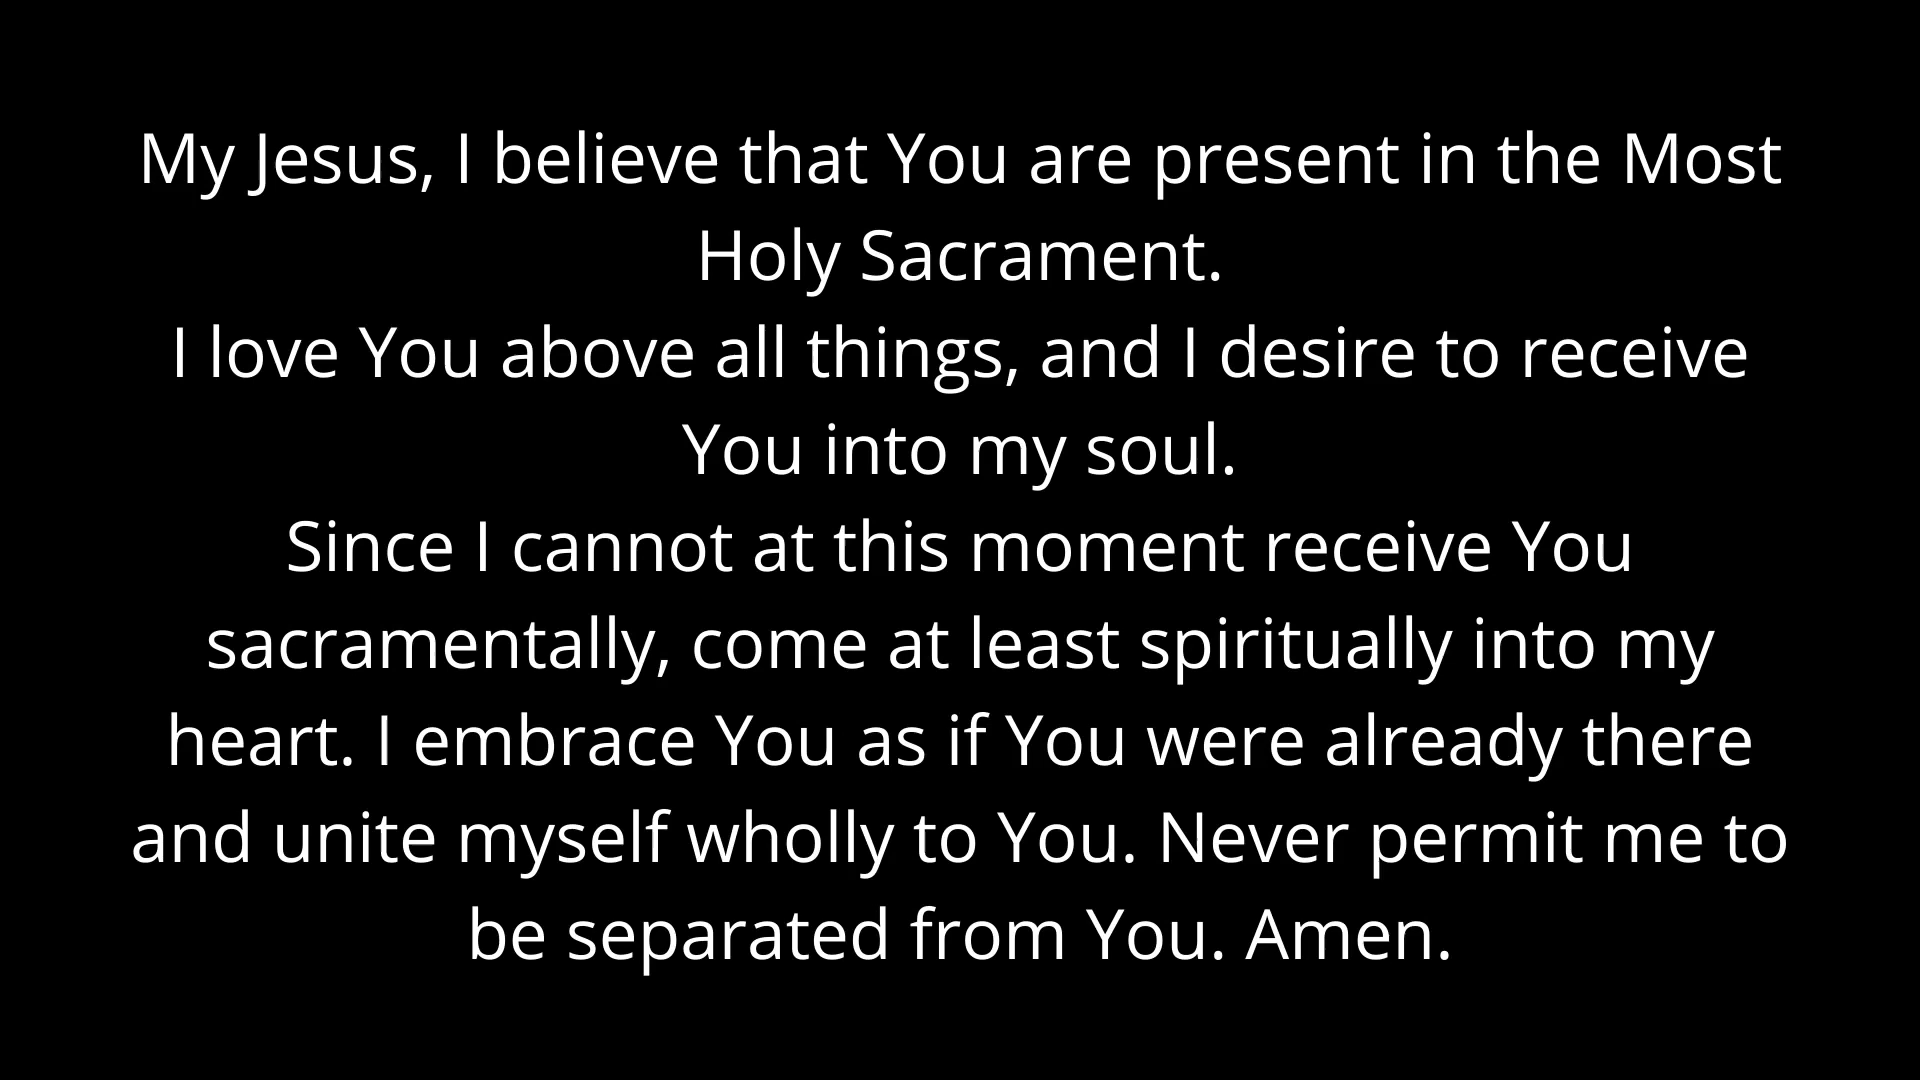 My Jesus, I believe that You are present in the Most
Holy Sacrament.
I love You above all things, and I desire to receive
You into my soul.
Since I cannot at this moment receive You
sacramentally, come at least spiritually into my
heart. I embrace You as if You were already there
and unite myself wholly to You. Never permit me to
be separated from You. Amen.